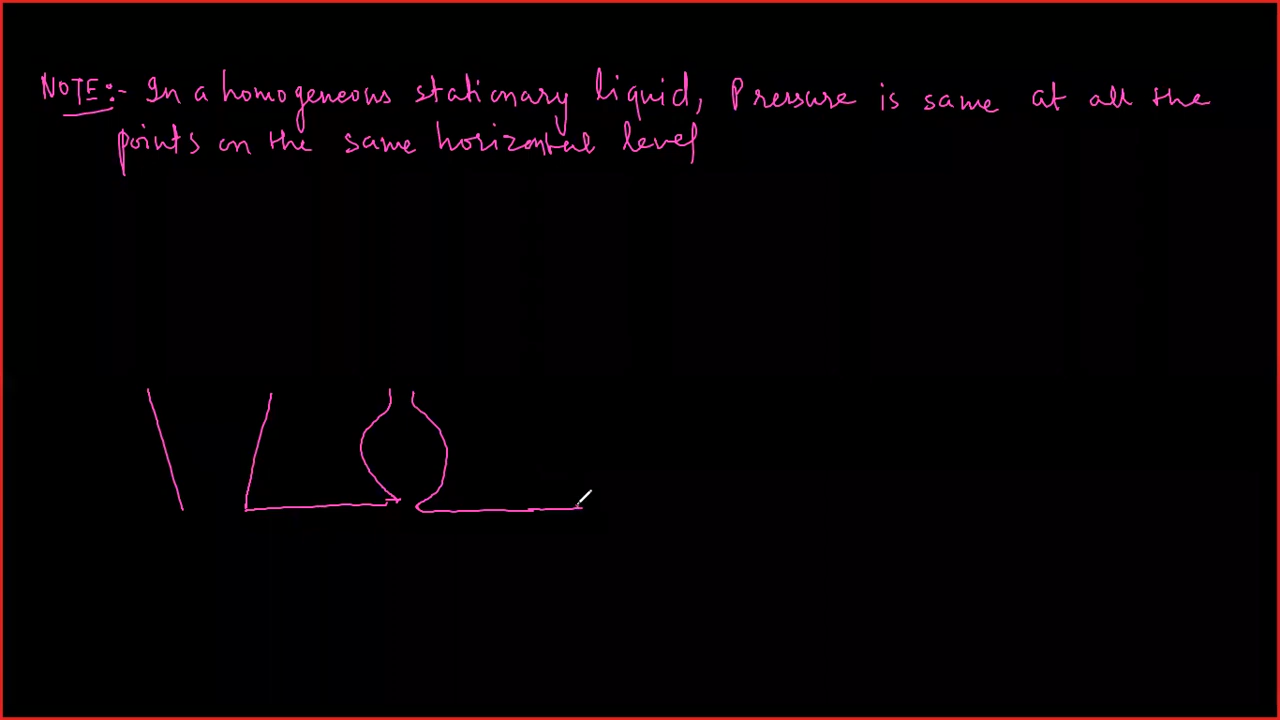 NOTE:- In a homogeneous stationary liquid, Pressure is same at all the
points on the same horizontal level